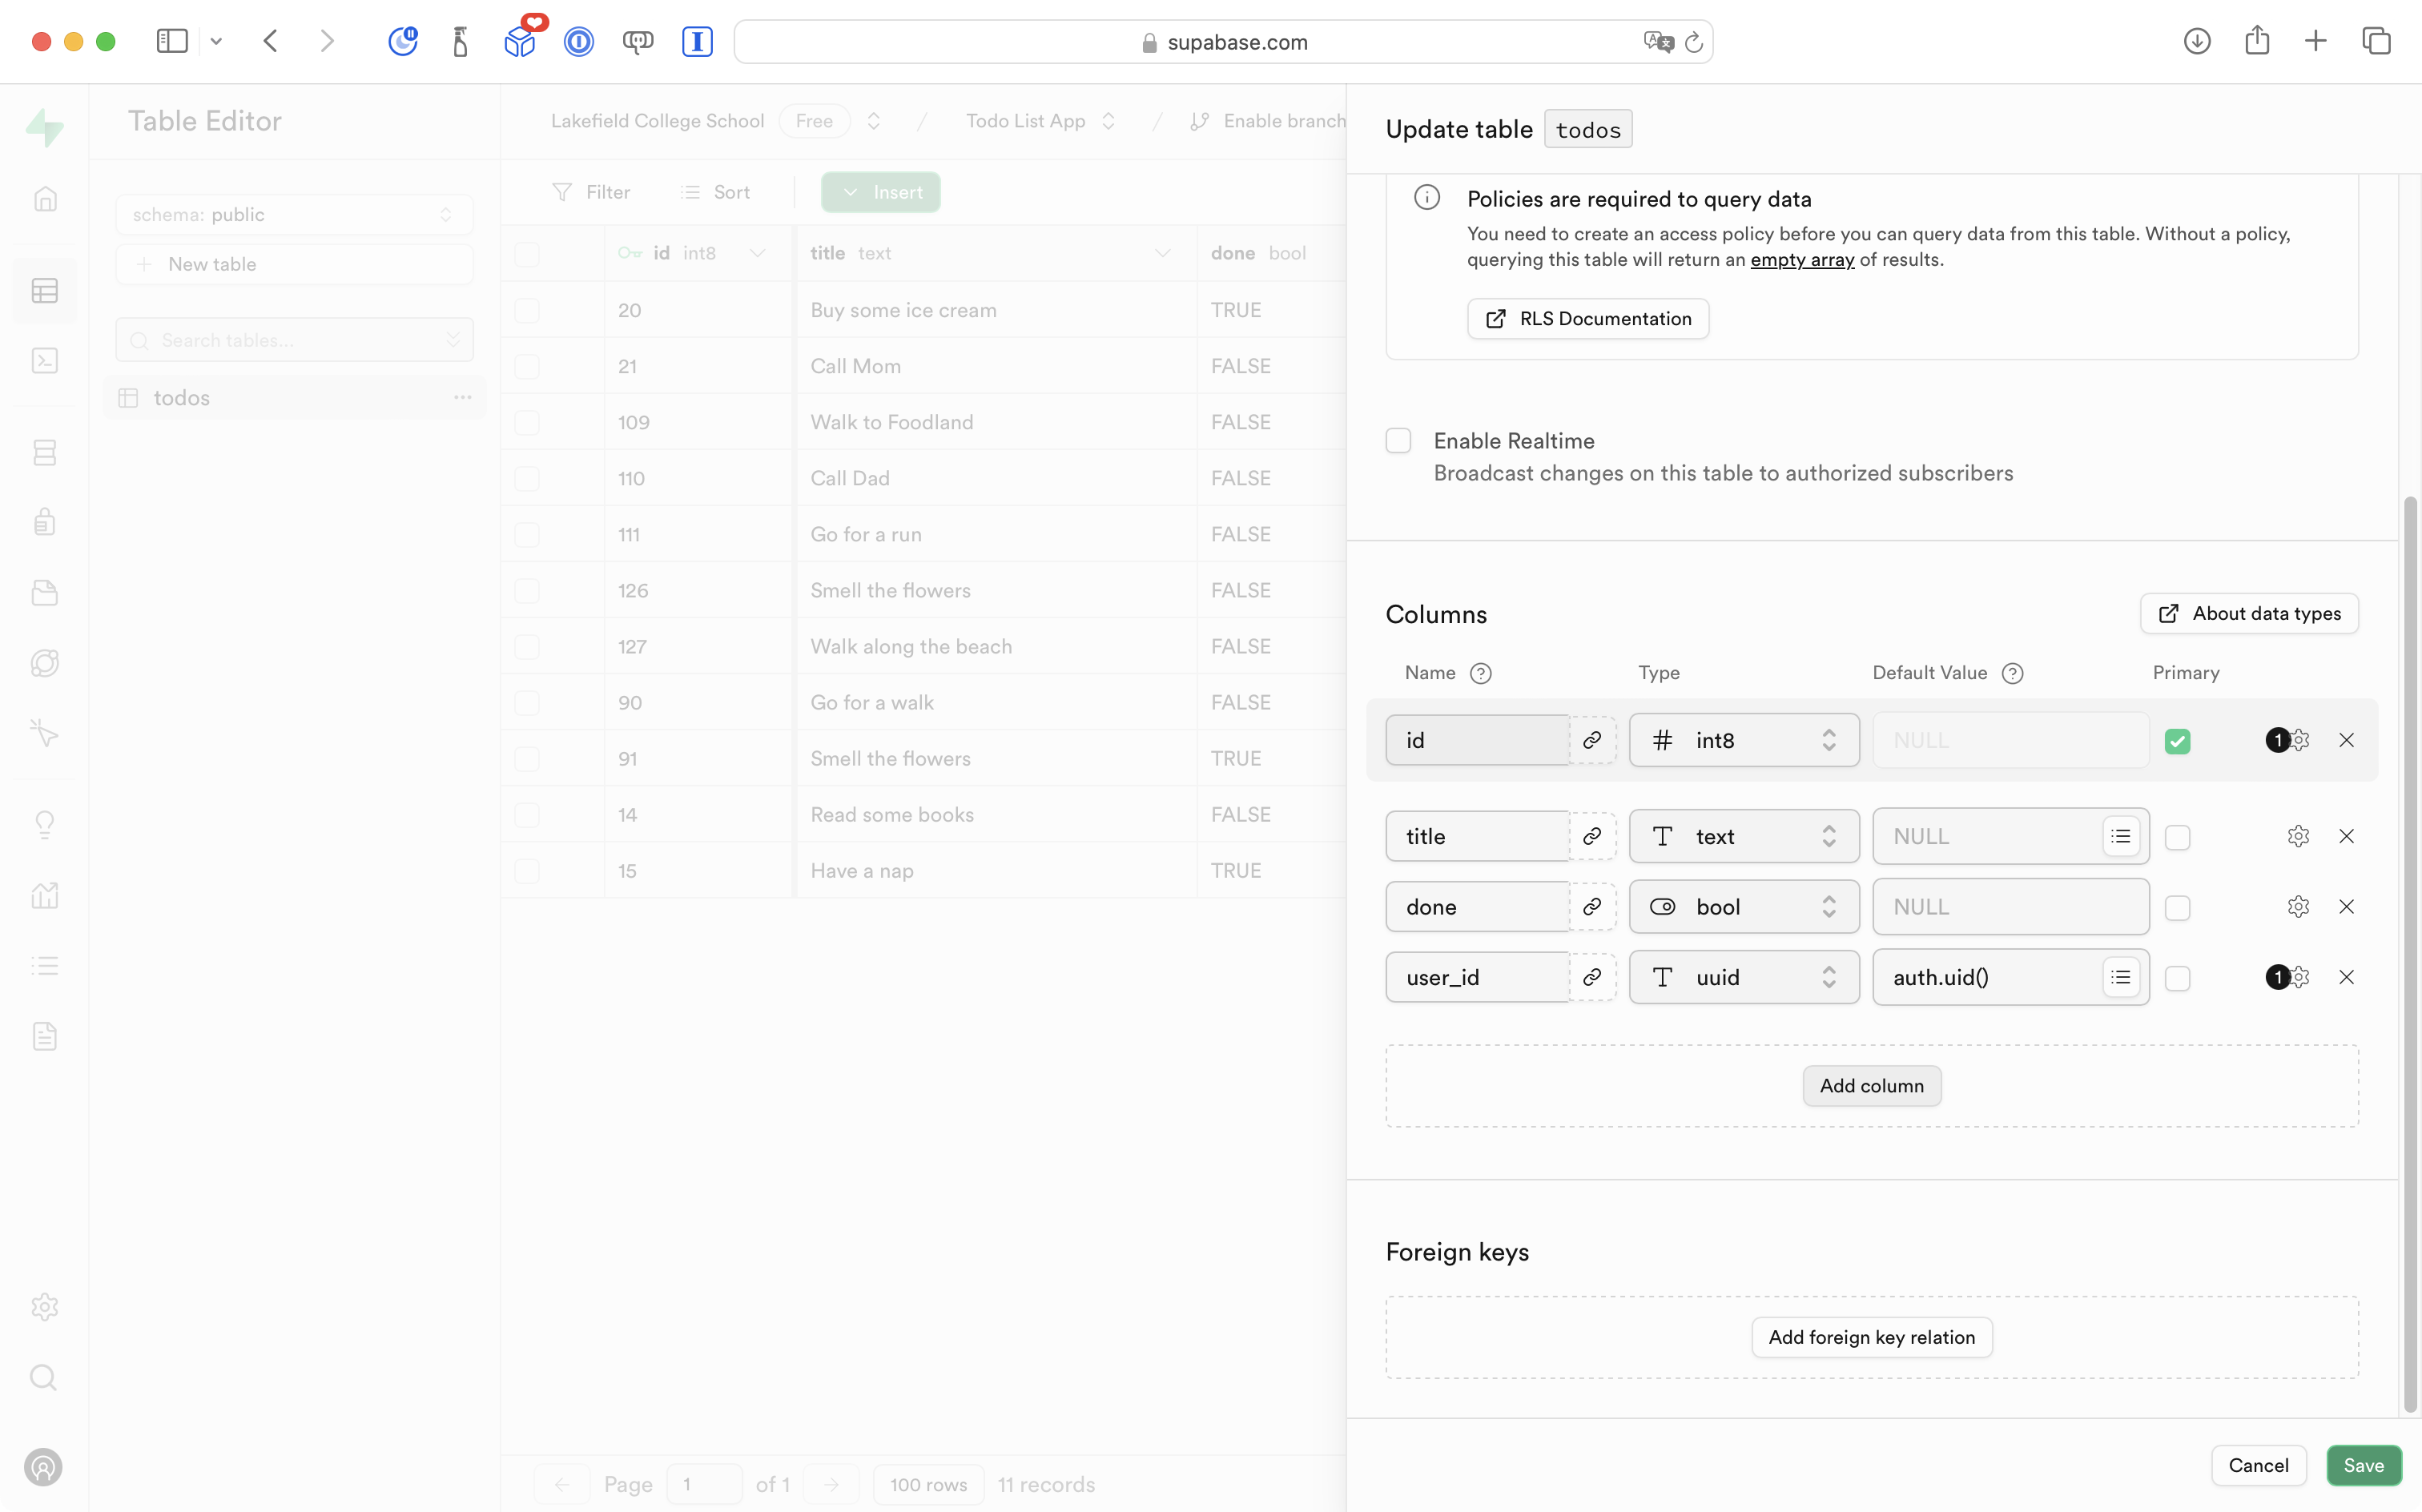 supabase.com
Table Editor
Lakefield College School Free / Todo List App / Enable branch
schema: public
New table
Search tables...
todos
Filter Sort Insert
id int8 title text done bool
20 Buy some ice cream TRUE
21 Call Mom FALSE
109 Walk to Foodland FALSE
110 Call Dad FALSE
111 Go for a run FALSE
126 Smell the flowers FALSE
127 Walk along the beach FALSE
90 Go for a walk FALSE
91 Smell the flowers TRUE
14 Read some books FALSE
15 Have a nap TRUE
Page 1 of 1 100 rows 11 records
Update table todos
Policies are required to query data
You need to create an access policy before you can query data from this table. Without a policy,
querying this table will return an empty array of results.
RLS Documentation
Enable Realtime
Broadcast changes on this table to authorized subscribers
Columns
About data types
Name Type Default Value Primary
id int8 NULL 1
title text NULL
done bool NULL
user_id uuid auth.uid() 1
Add column
Foreign keys
Add foreign key relation
Cancel Save